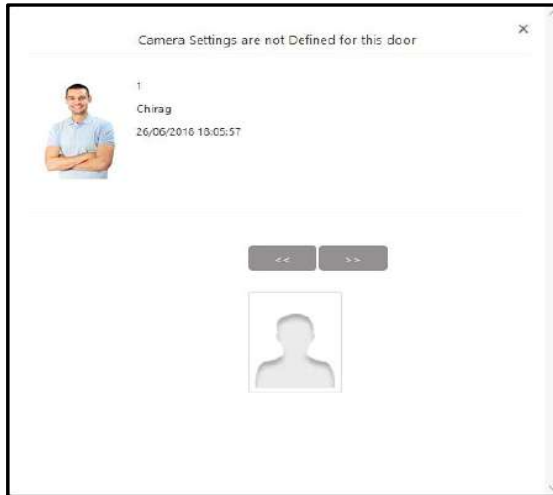 Camera Settings are not Defined for this door
×
1
Chirag
26/06/2018 18:05:57
<< >>